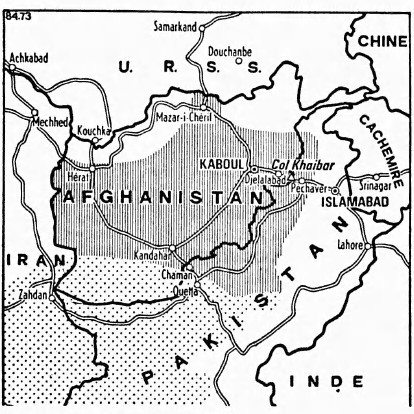 84.73
Samarkand
Douchanbe
CHINE
Achkabad
U. R. S. S.
Mechhed
Kouchka
Mazar-i-Chérif
CACHEMIRE
KABOUL
Col Khaibar
Hérat
Djelalabad
Pechaver
Srinagar
AFGHANISTAN
ISLAMABAD
Lahore
Kandahar
IRAN
Chaman
Zahdan
Quetta
PAKISTAN
INDE